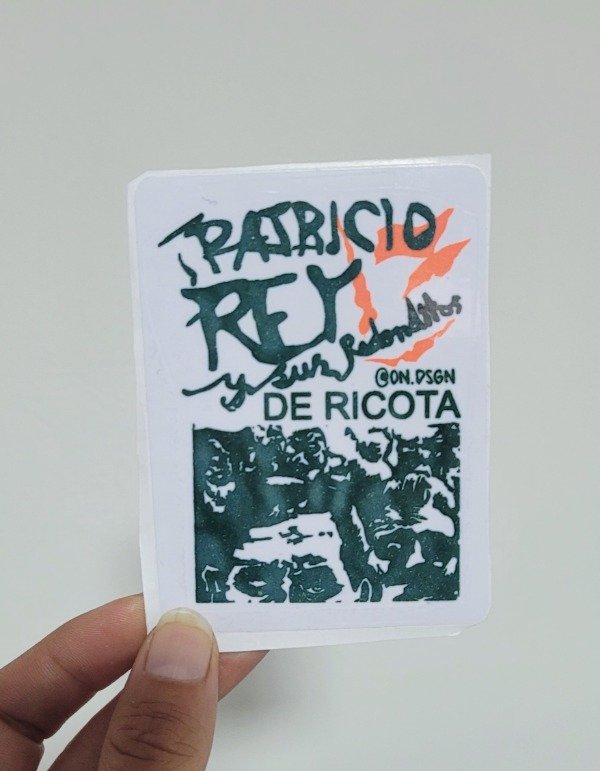 PATRICIO
REY
y sus Redonditos
@ON.DSGN
DE RICOTA